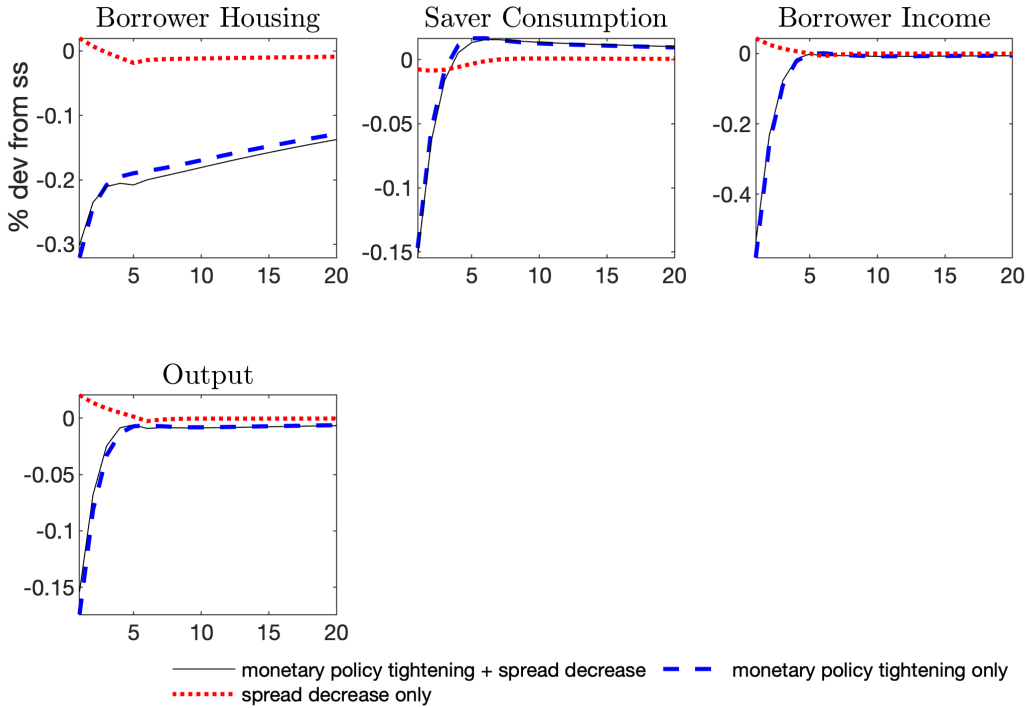 Borrower Housing
Saver Consumption
Borrower Income
% dev from ss
0
-0.1
-0.2
-0.3
5 10 15 20
0
-0.05
-0.1
-0.15
5 10 15 20
0
-0.2
-0.4
5 10 15 20
Output
0
-0.05
-0.1
-0.15
5 10 15 20
monetary policy tightening + spread decrease
monetary policy tightening only
spread decrease only